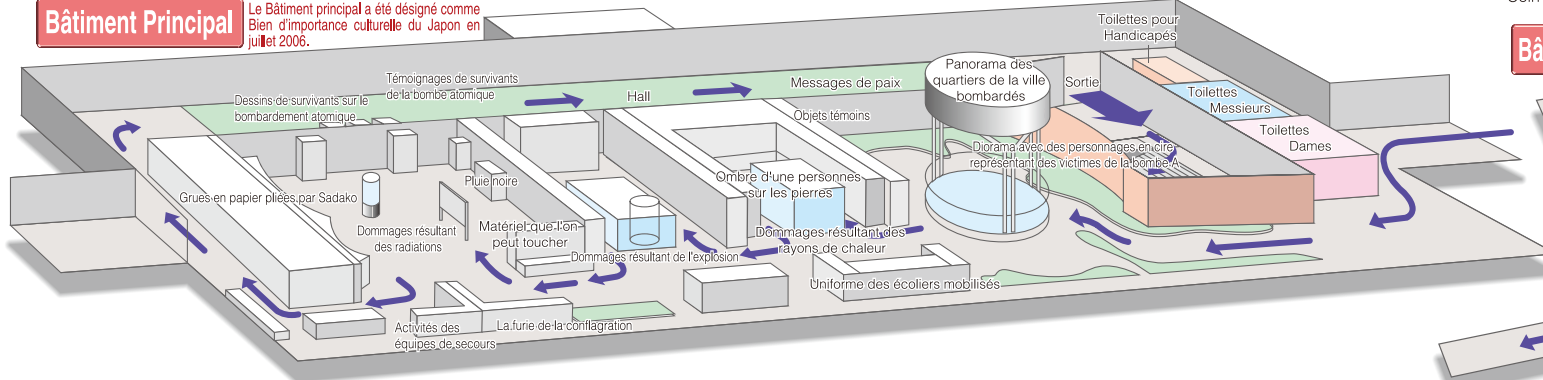 Bâtiment Principal
Le Bâtiment principal a été désigné comme
Bien d'importance culturelle du Japon en
juillet 2006.
Toilettes pour
Handicapés
Panorama des
quartiers de la ville
bombardés
Sortie
Toilettes
Messieurs
Toilettes
Dames
Témoignages de survivants
de la bombe atomique
Hall
Messages de paix
Dessins de survivants sur le
bombardement atomique
Objets témoins
Diorama avec des personnages en cire
représentant des victimes de la bombe A
Pluie noire
Ombre d'une personnes
sur les pierres
Grues en papier pliées par Sadako
Dommages résultant
des radiations
Matériel que l'on
peut toucher
Dommages résultant des
rayons de chaleur
Dommages résultant de l'explosion
Uniforme des écoliers mobilisés
Activités des
équipes de secours
La furie de la conflagration
Bâ